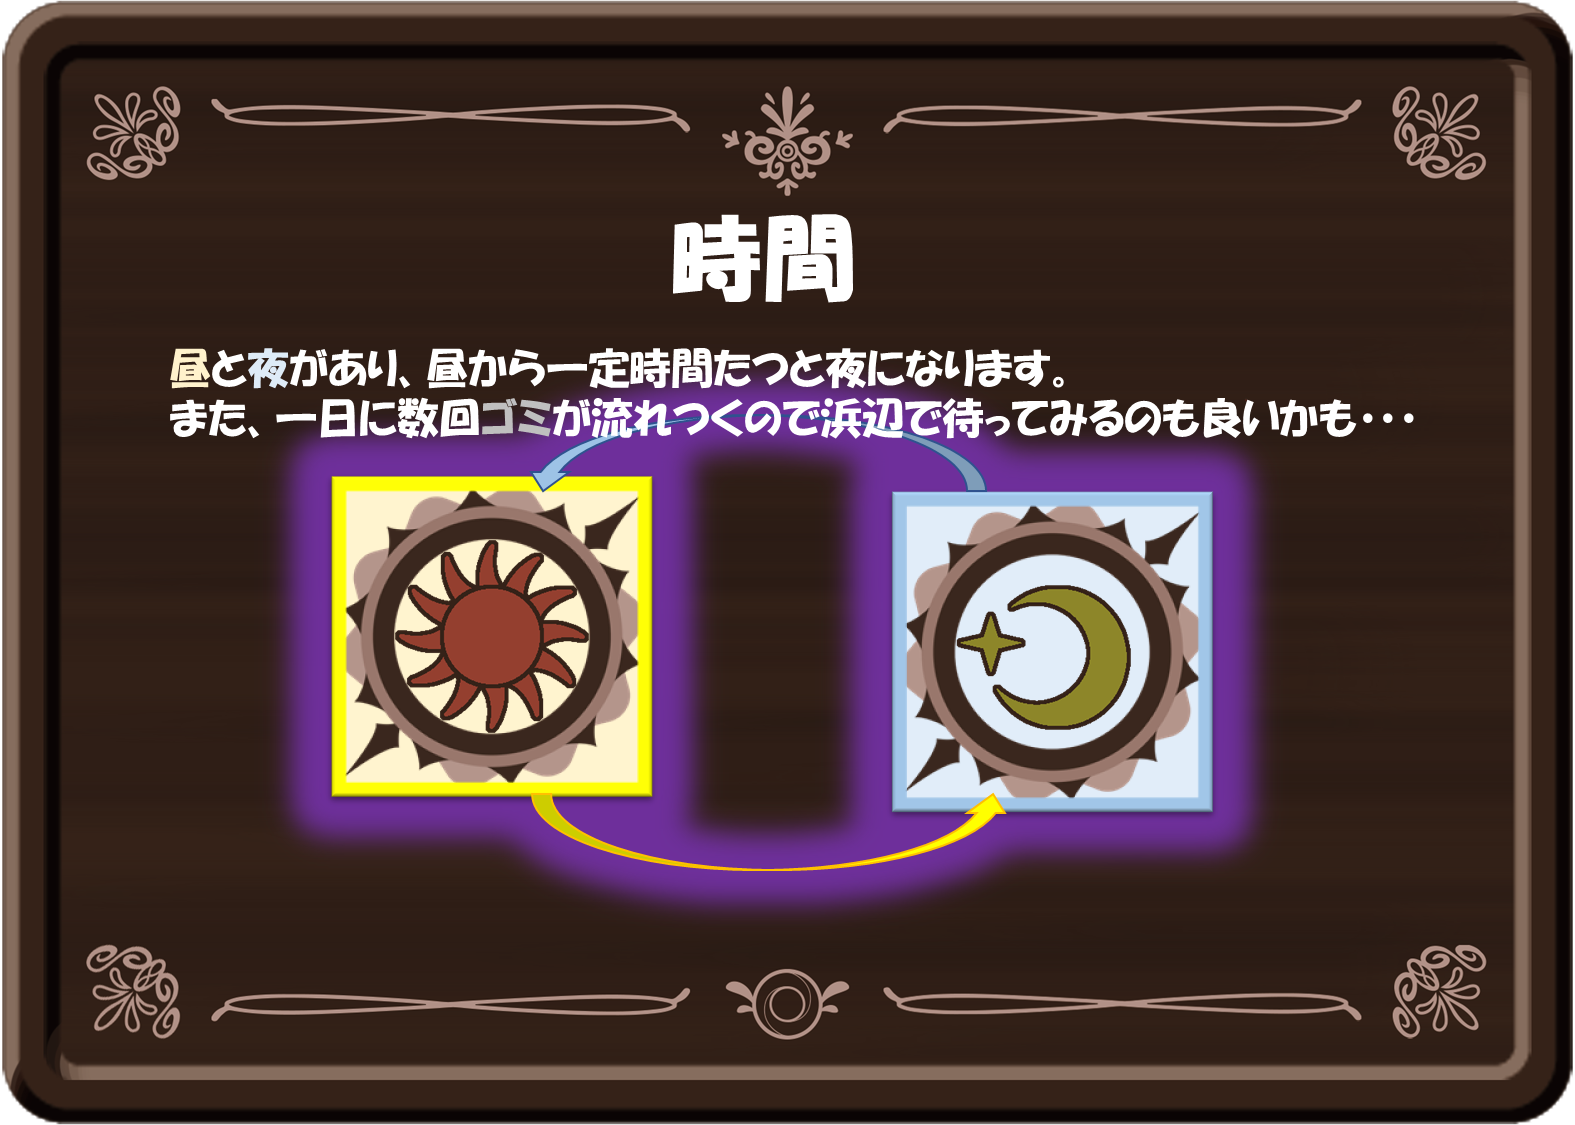 時間
昼と夜があり、昼から一定時間たつと夜になります。
また、一日に数回ゴミが流れつくので浜辺で待ってみるのも良いかも・・・